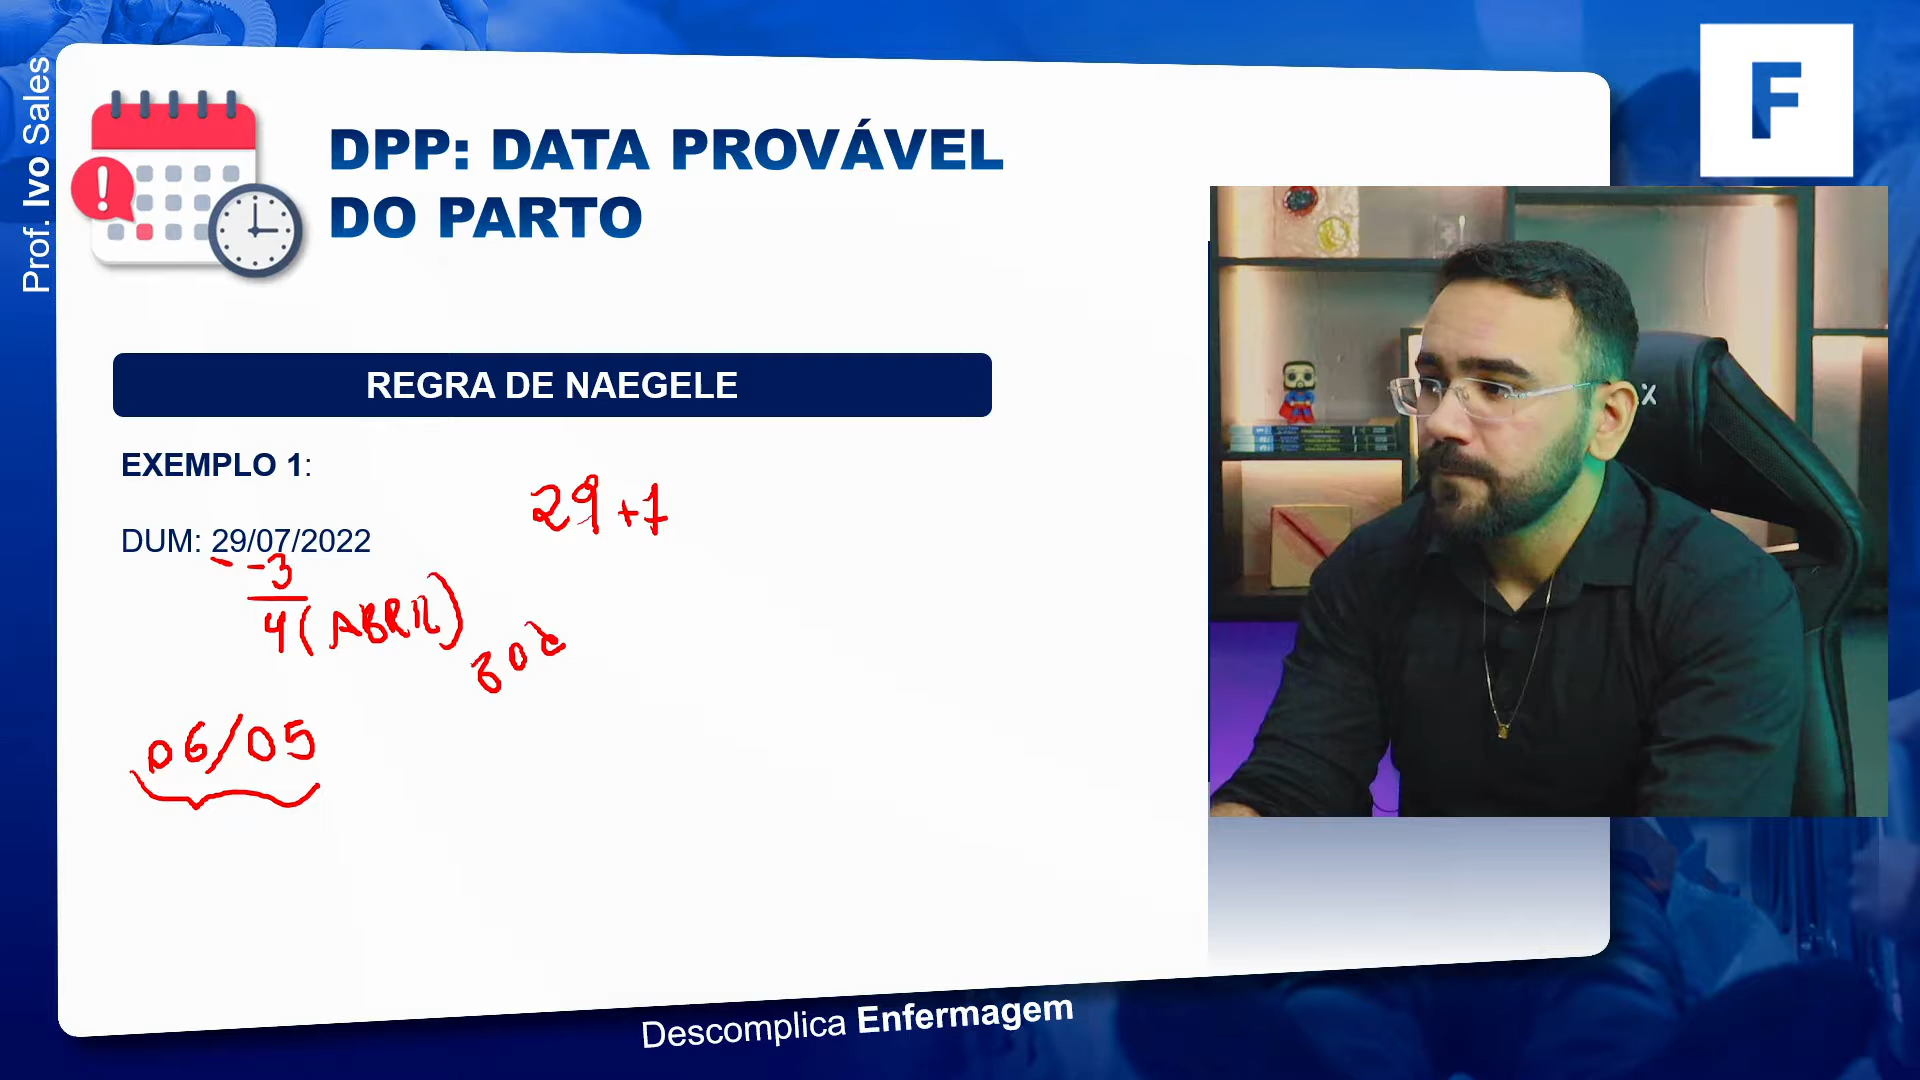 Prof. Ivo Sales
F
DPP: DATA PROVÁVEL
DO PARTO
REGRA DE NAEGELE
EXEMPLO 1:
29+7
DUM: 29/07/2022
-3
4 (ABRIL)
30d
06/05
Descomplica Enfermagem